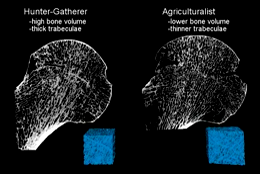 Hunter-Gatherer
-high bone volume
-thick trabeculae
Agriculturalist
-lower bone volume
-thinner trabeculae